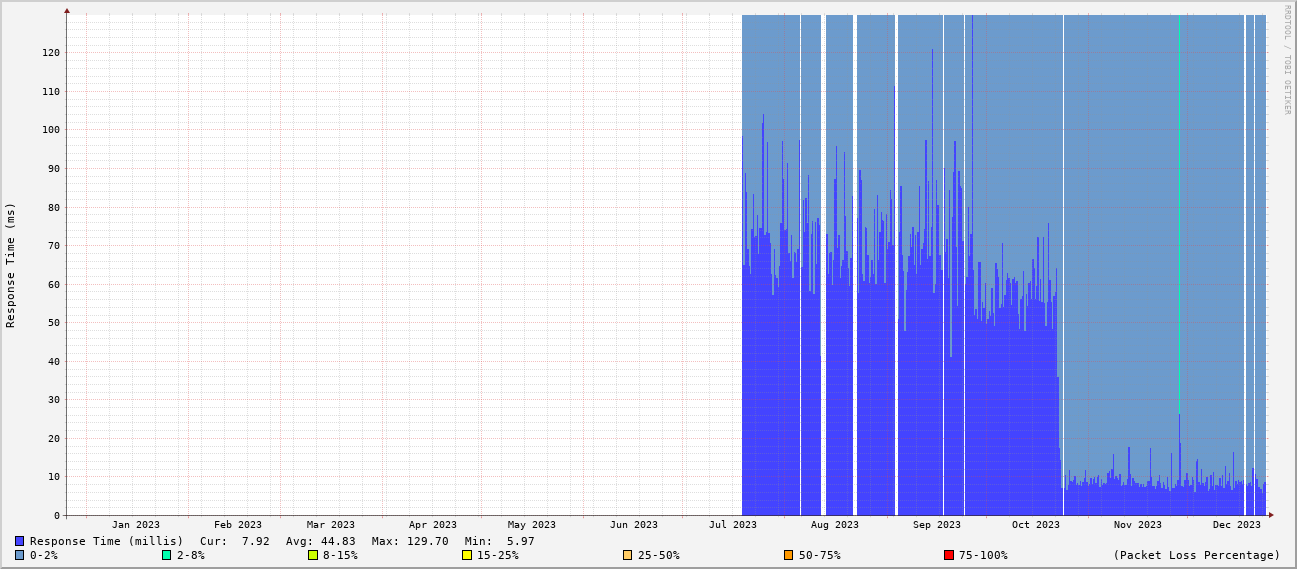 RRDTOOL / TOBI OETIKER
Response Time (ms)
120
110
100
90
80
70
60
50
40
30
20
10
0
Jan 2023 Feb 2023 Mar 2023 Apr 2023 May 2023 Jun 2023 Jul 2023 Aug 2023 Sep 2023 Oct 2023 Nov 2023 Dec 2023
Response Time (millis) Cur: 7.92 Avg: 44.83 Max: 129.70 Min: 5.97
0-2% 2-8% 8-15% 15-25% 25-50% 50-75% 75-100% (Packet Loss Percentage)